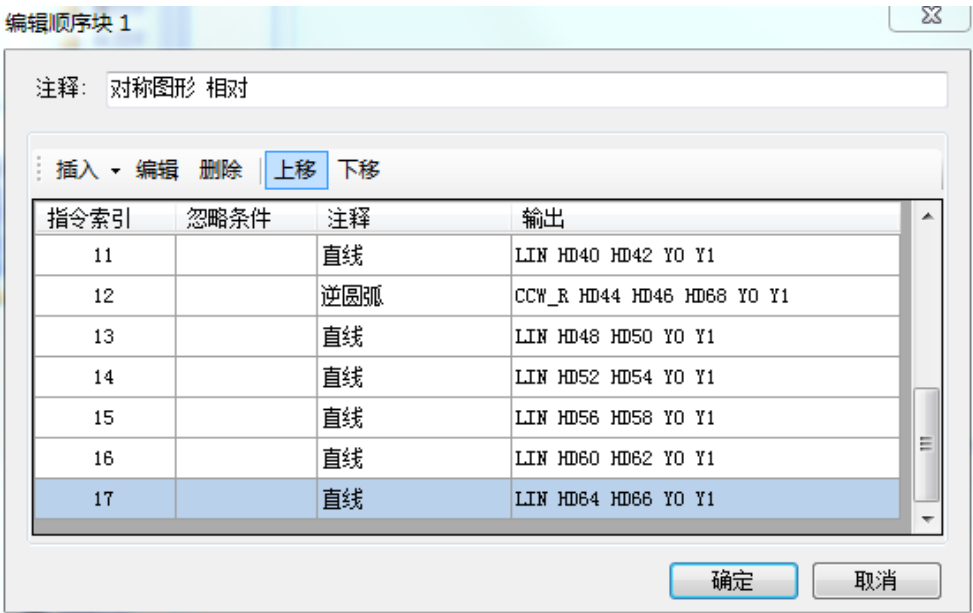 编辑顺序块 1
注释: 对称图形 相对
插入 编辑 删除 上移 下移
指令索引 忽略条件 注释 输出
11 直线 LIN HD40 HD42 Y0 Y1
12 逆圆弧 CCW_R HD44 HD46 HD68 Y0 Y1
13 直线 LIN HD48 HD50 Y0 Y1
14 直线 LIN HD52 HD54 Y0 Y1
15 直线 LIN HD56 HD58 Y0 Y1
16 直线 LIN HD60 HD62 Y0 Y1
17 直线 LIN HD64 HD66 Y0 Y1
确定 取消